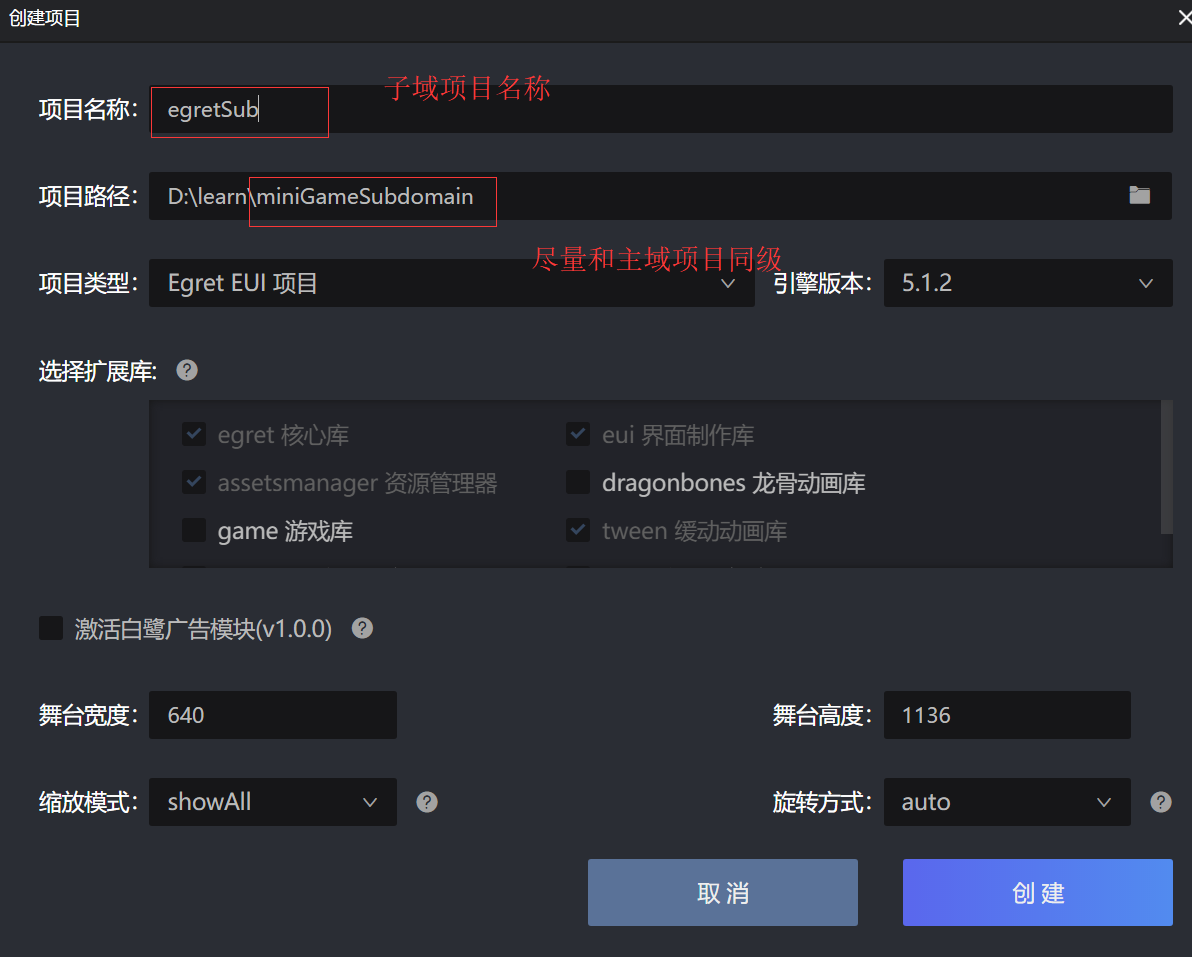 创建项目
子域项目名称
项目名称: egretSub
项目路径: D:\learn\miniGameSubdomain
尽量和主域项目同级
项目类型: Egret EUI 项目 引擎版本: 5.1.2
选择扩展库: ?
egret 核心库 eui 界面制作库
assetsmanager 资源管理器 dragonbones 龙骨动画库
game 游戏库 tween 缓动动画库
激活白鹭广告模块(v1.0.0) ?
舞台宽度: 640 舞台高度: 1136
缩放模式: showAll ? 旋转方式: auto ?
取消 创建